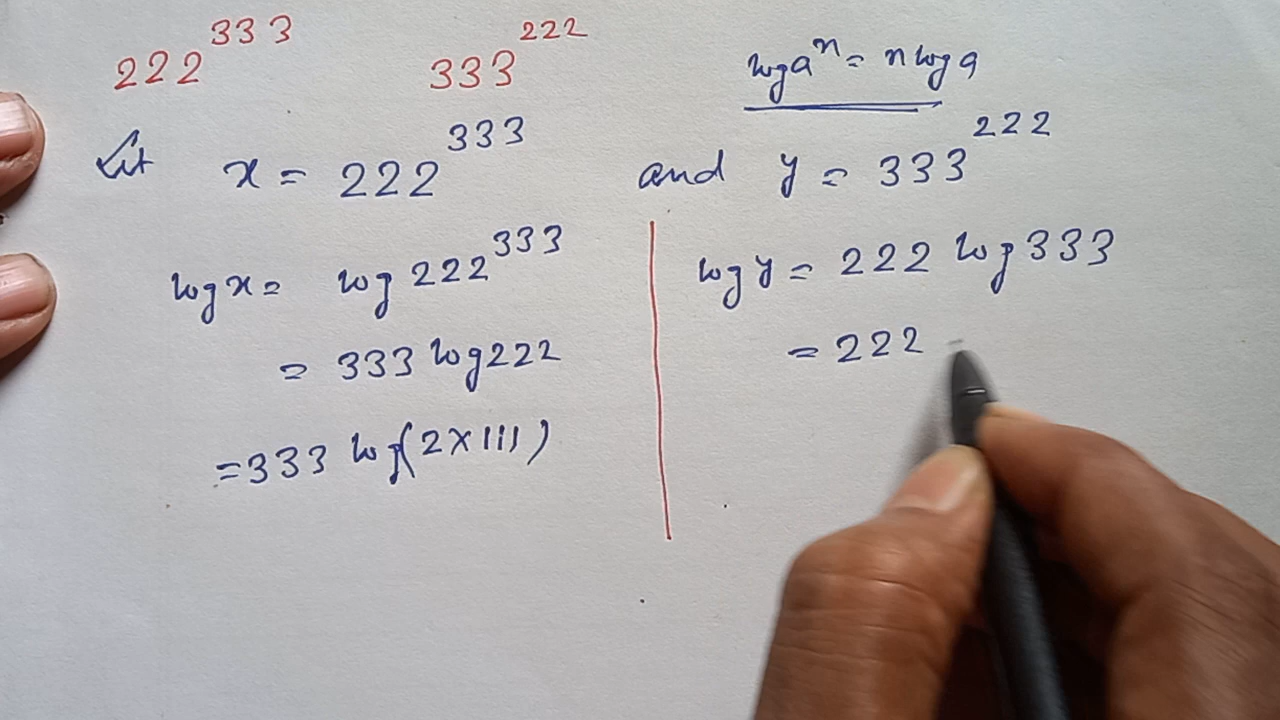 222^333 333^222 log a^n = n log a
Let x = 222^333 and y = 333^222
log x = log 222^333
= 333 log 222
= 333 log(2×111)
log y = 222 log 333
= 222